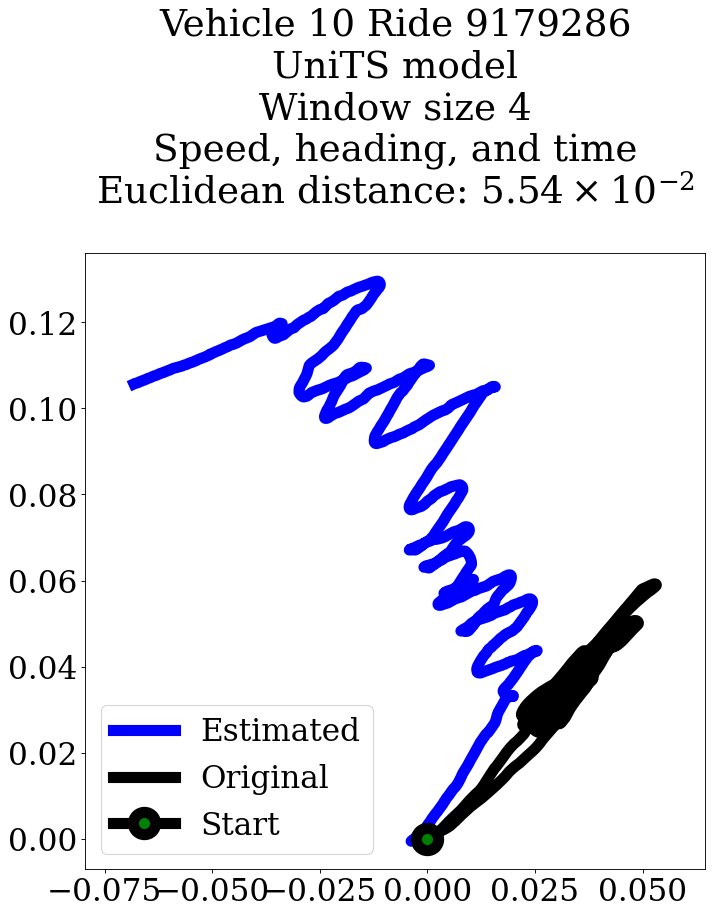 Vehicle 10 Ride 9179286
UniTS model
Window size 4
Speed, heading, and time
Euclidean distance: 5.54 × 10⁻²
0.12
0.10
0.08
0.06
0.04
0.02
0.00
Estimated
Original
Start
−0.075 −0.050 −0.025 0.000 0.025 0.050